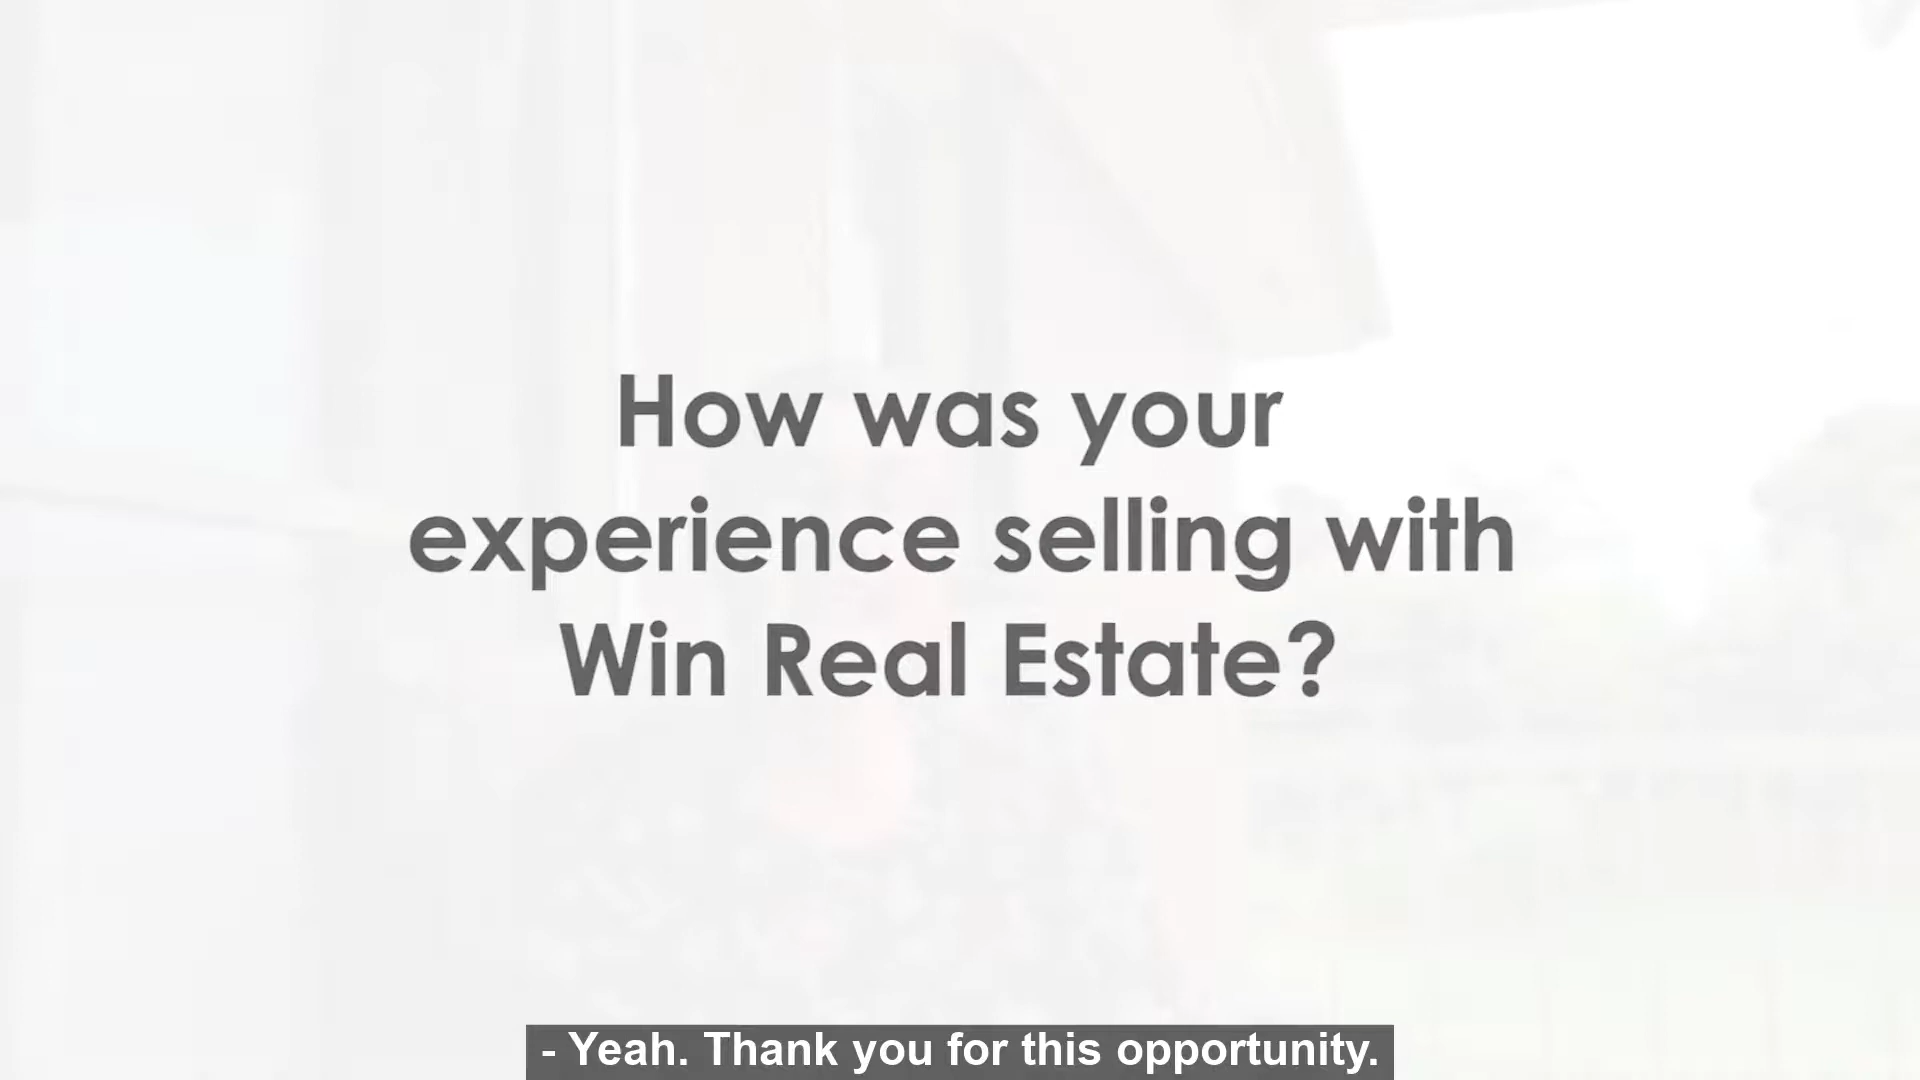 How was your
experience selling with
Win Real Estate?
- Yeah. Thank you for this opportunity.